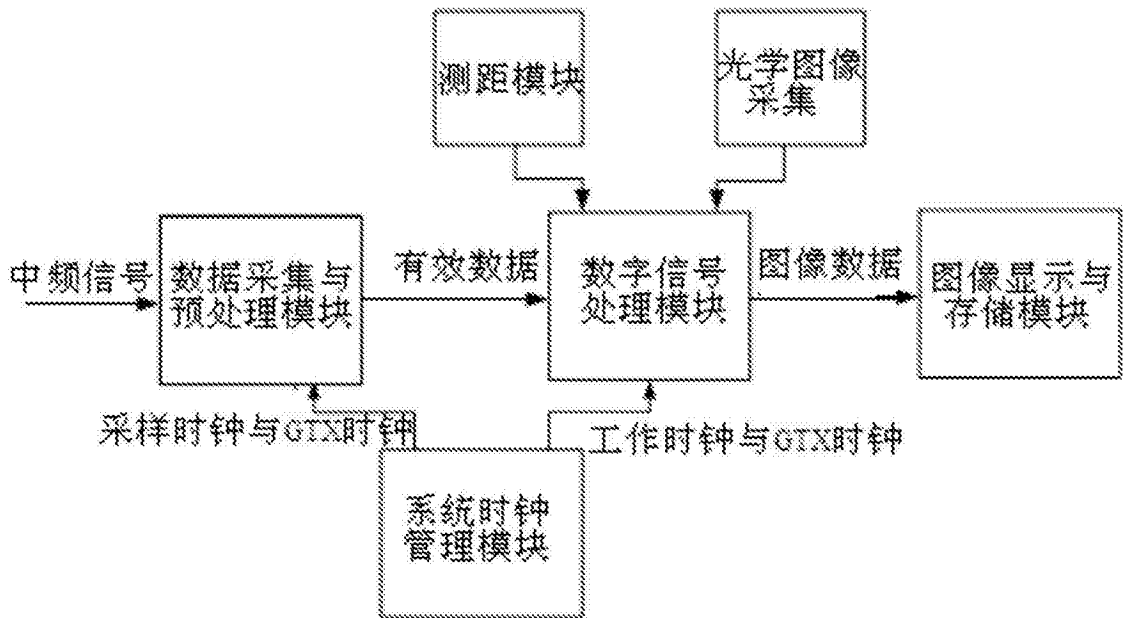 测距模块
光学图像
采集
中频信号
数据采集与
预处理模块
有效数据
数字信号
处理模块
图像数据
图像显示与
存储模块
采样时钟与GTX时钟
工作时钟与GTX时钟
系统时钟
管理模块